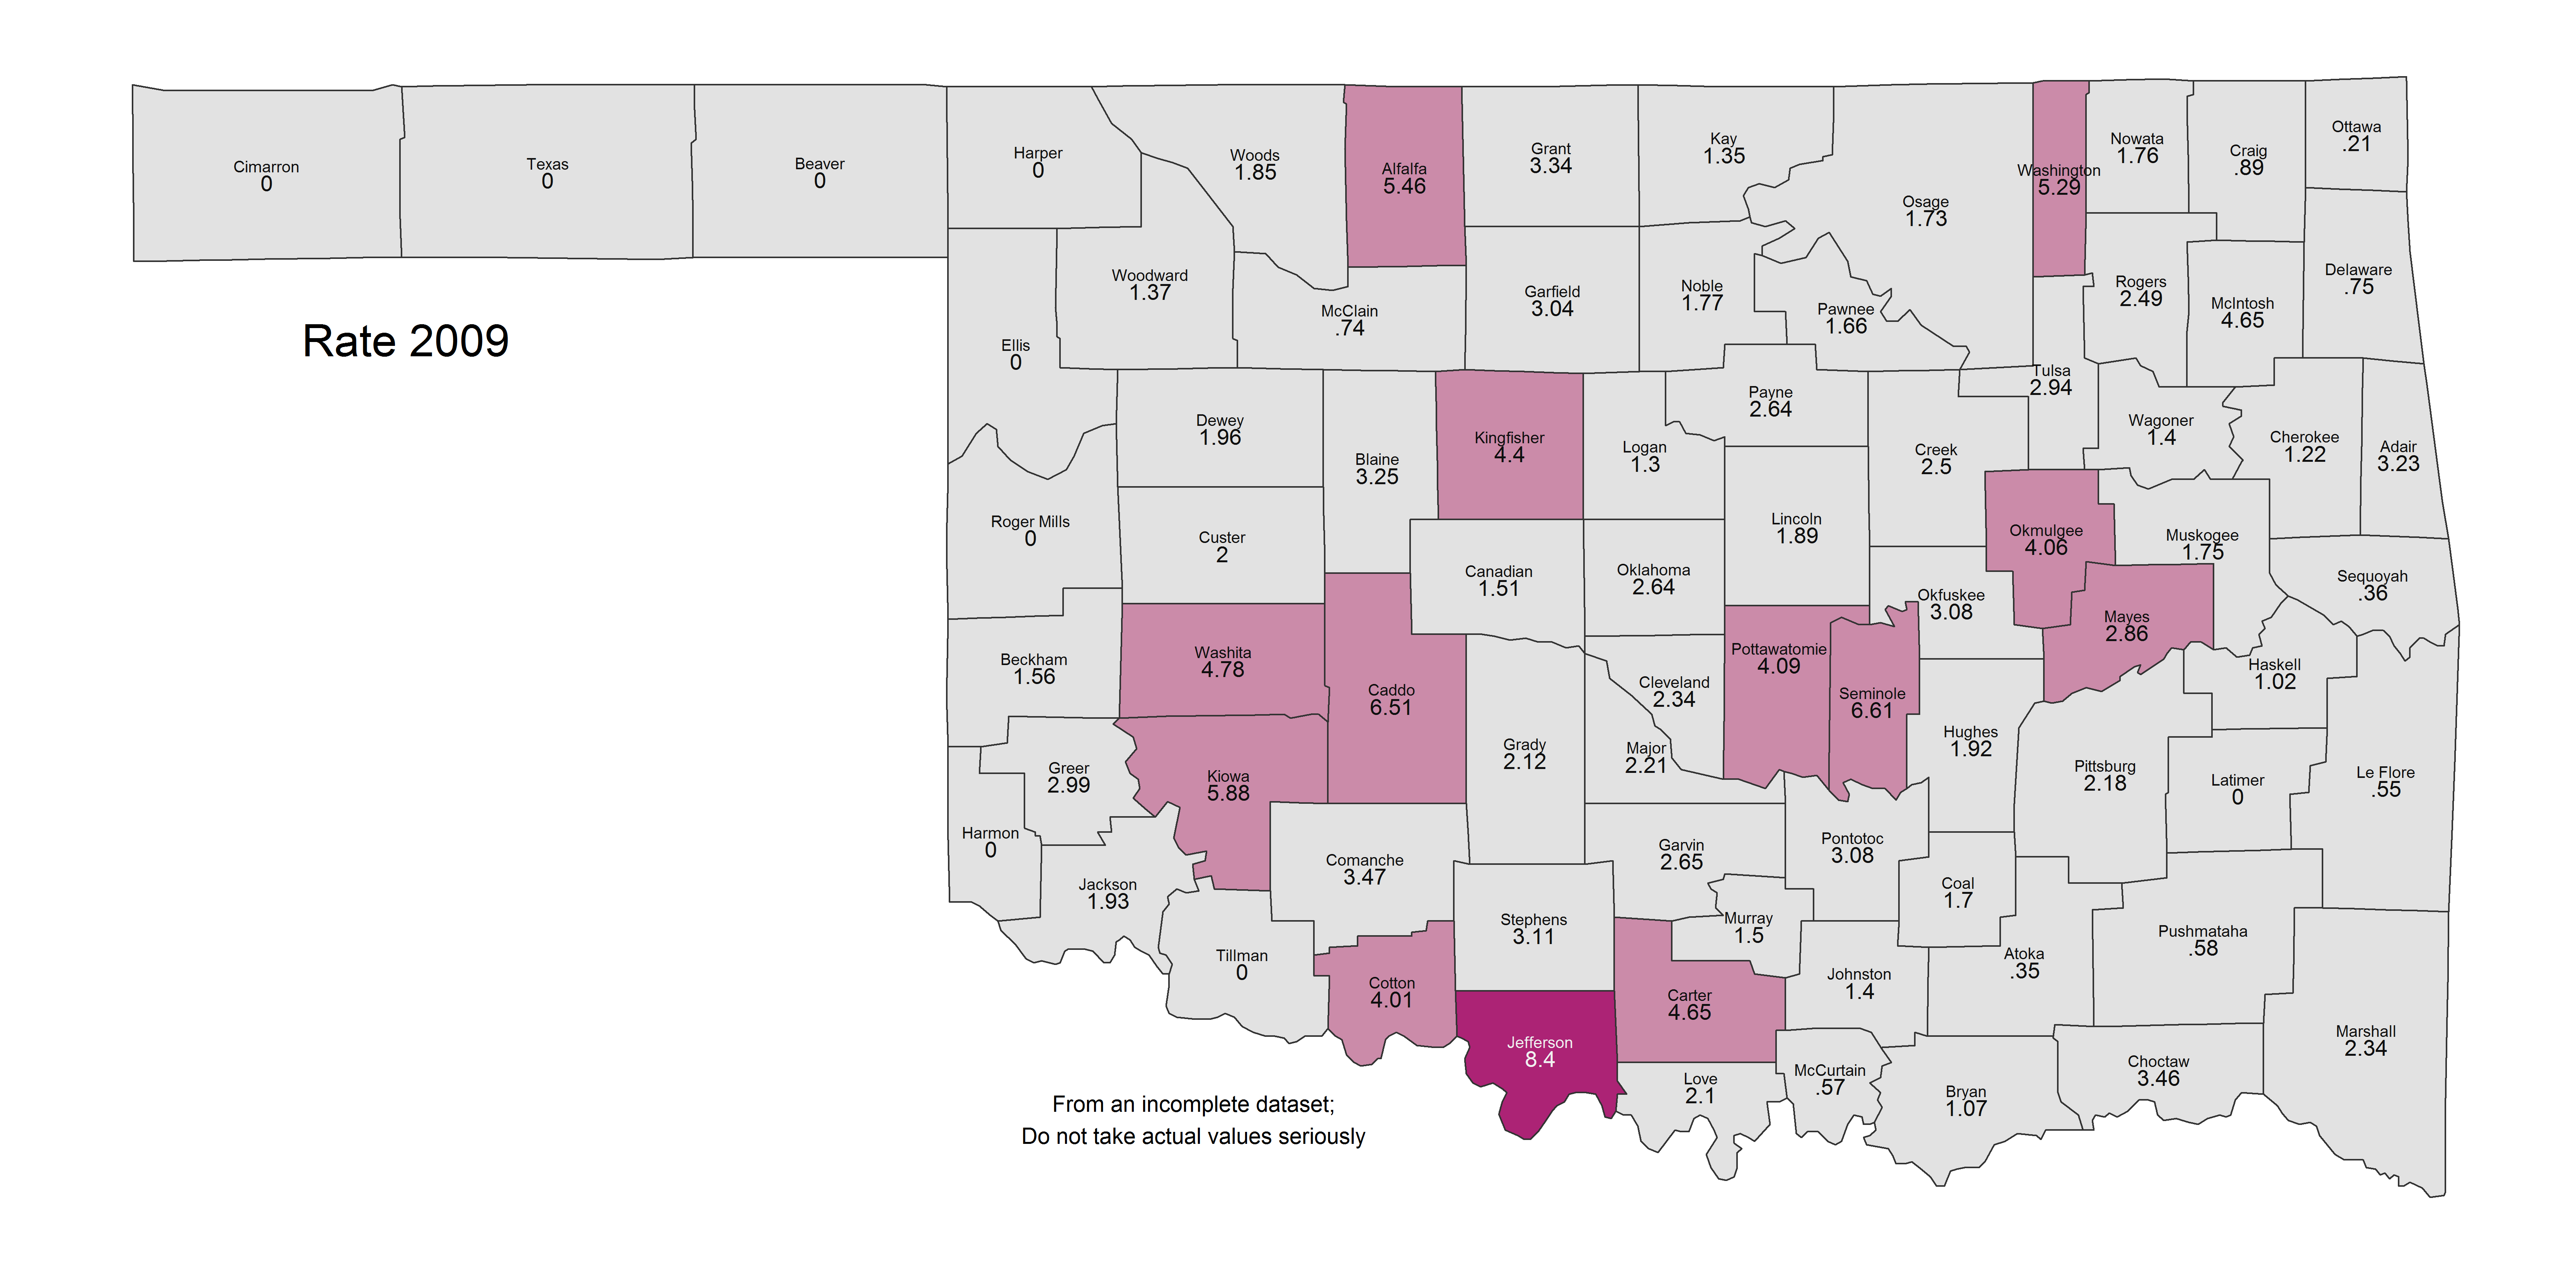 Cimarron
0
Texas
0
Beaver
0
Harper
0
Woods
1.85
Alfalfa
5.46
Grant
3.34
Kay
1.35
Osage
1.73
Washington
5.29
Nowata
1.76
Craig
.89
Ottawa
.21
Woodward
1.37
McClain
.74
Garfield
3.04
Noble
1.77
Pawnee
1.66
Rogers
2.49
McIntosh
4.65
Delaware
.75
Rate 2009
Ellis
0
Dewey
1.96
Blaine
3.25
Kingfisher
4.4
Logan
1.3
Payne
2.64
Creek
2.5
Tulsa
2.94
Wagoner
1.4
Cherokee
1.22
Adair
3.23
Roger Mills
0
Custer
2
Canadian
1.51
Oklahoma
2.64
Lincoln
1.89
Okfuskee
3.08
Okmulgee
4.06
Muskogee
1.75
Mayes
2.86
Sequoyah
.36
Beckham
1.56
Washita
4.78
Caddo
6.51
Grady
2.12
Cleveland
2.34
Major
2.21
Pottawatomie
4.09
Seminole
6.61
Hughes
1.92
Haskell
1.02
Pittsburg
2.18
Latimer
0
Le Flore
.55
Greer
2.99
Kiowa
5.88
Harmon
0
Jackson
1.93
Comanche
3.47
Garvin
2.65
Pontotoc
3.08
Coal
1.7
Stephens
3.11
Murray
1.5
Atoka
.35
Pushmataha
.58
Tillman
0
Cotton
4.01
Carter
4.65
Johnston
1.4
Jefferson
8.4
Love
2.1
McCurtain
.57
Bryan
1.07
Choctaw
3.46
Marshall
2.34
From an incomplete dataset;
Do not take actual values seriously